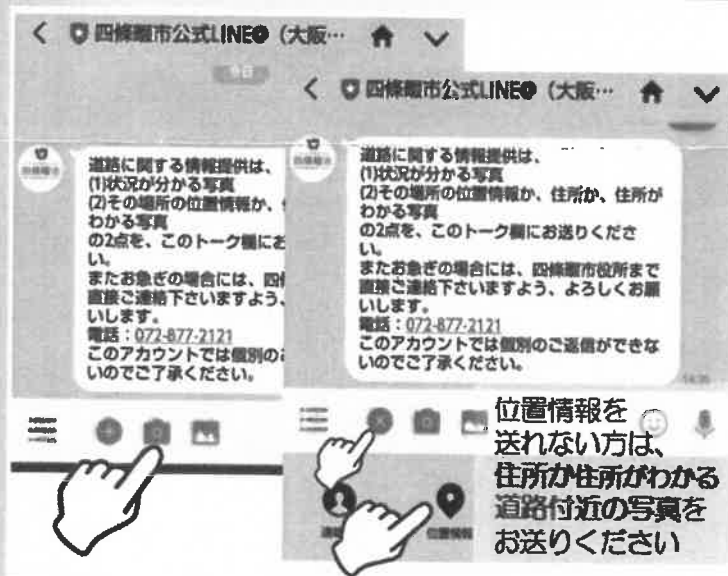 四條畷市公式LINE@（大阪…
今日
道路に関する情報提供は、
(1)状況が分かる写真
(2)その場所の位置情報か、
わかる写真
の2点を、このトーク欄にお
い。
またお急ぎの場合には、四條
直接ご連絡下さいますよう、
いします。
電話：072-877-2121
このアカウントでは個別のご
いのでご了承ください。
四條畷市公式LINE@（大阪…
道路に関する情報提供は、
(1)状況が分かる写真
(2)その場所の位置情報か、住所か、住所が
わかる写真
の2点を、このトーク欄にお送りくださ
い。
またお急ぎの場合には、四條畷市役所まで
直接ご連絡下さいますよう、よろしくお願
いします。
電話：072-877-2121
このアカウントでは個別のご返信ができな
いのでご了承ください。
位置情報
位置情報を
送れない方は、
住所か住所がわかる
道路付近の写真を
お送りください